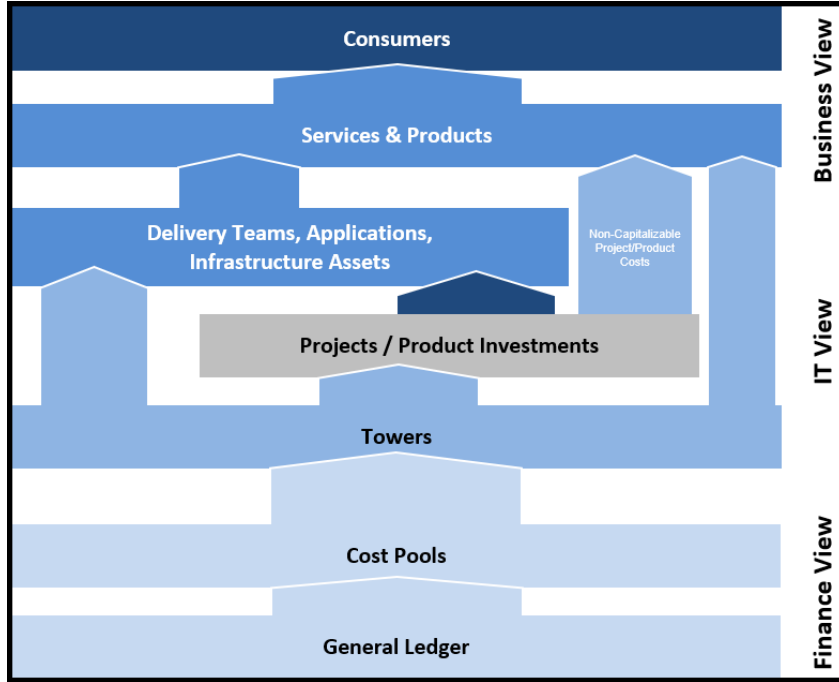 Consumers
Business View
Services & Products
Delivery Teams, Applications,
Infrastructure Assets
Non-Capitalizable
Project/Product
Costs
IT View
Projects / Product Investments
Towers
Cost Pools
Finance View
General Ledger